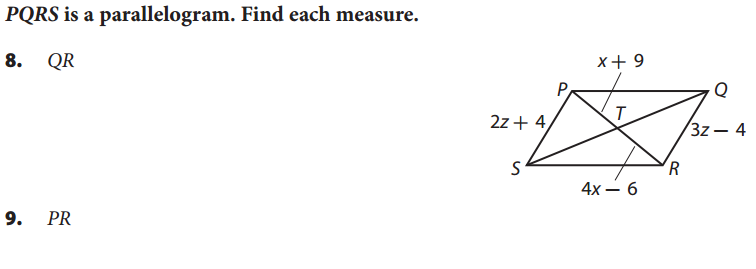 PQRS is a parallelogram. Find each measure.
8. QR
x + 9
P
Q
T
2z + 4
3z − 4
S
R
4x − 6
9. PR